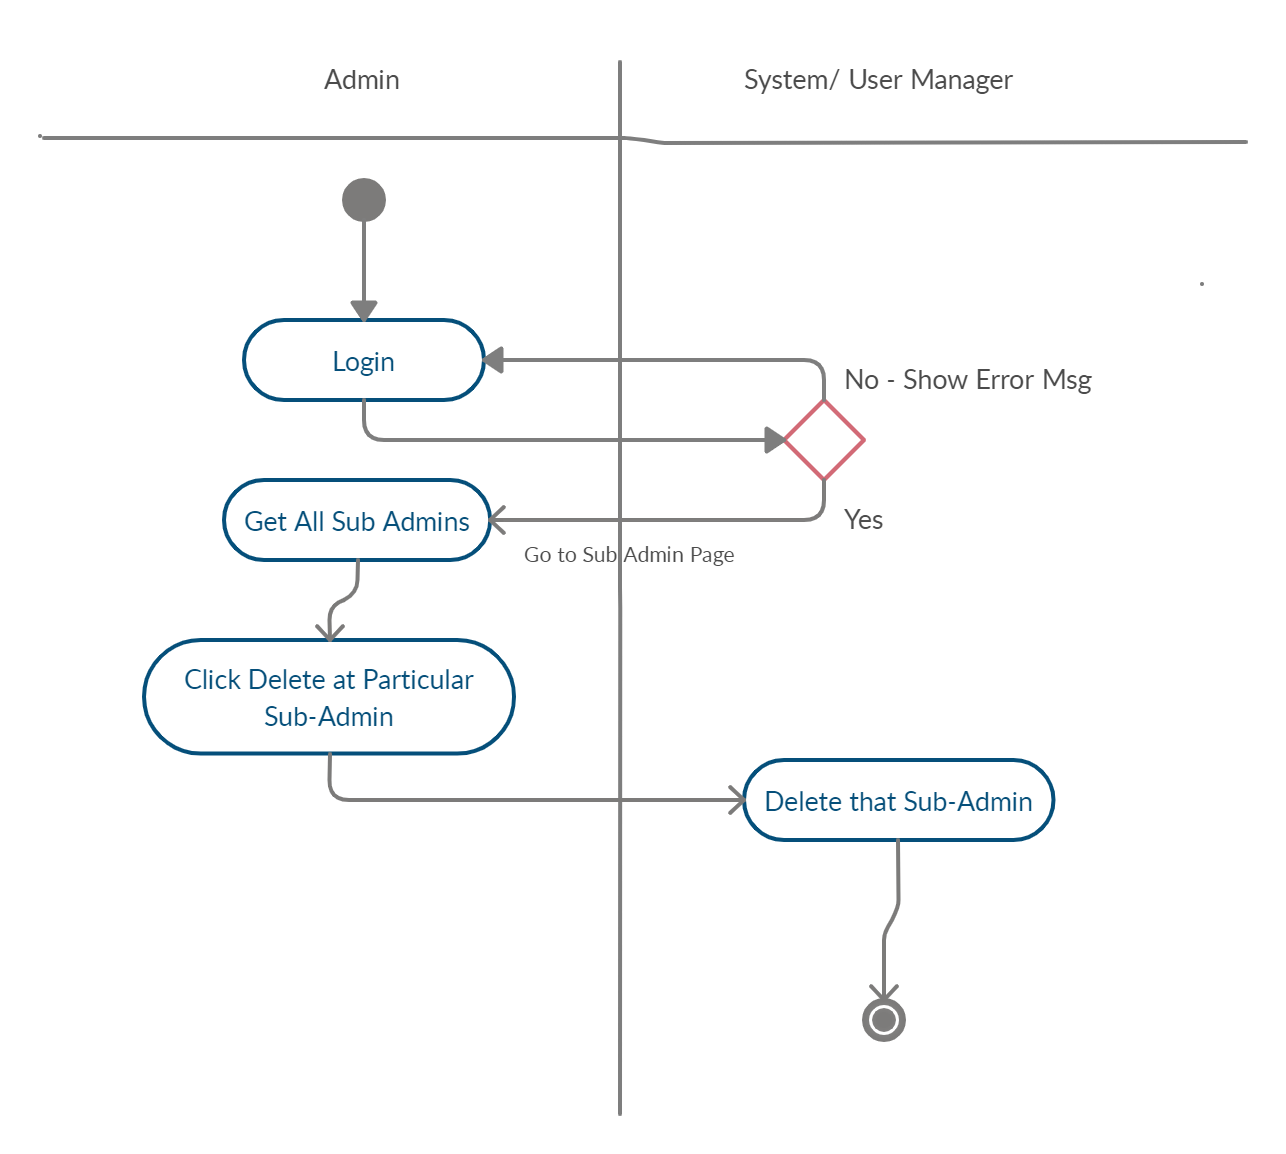 Admin
System/ User Manager
Login
No - Show Error Msg
Get All Sub Admins
Yes
Go to Sub Admin Page
Click Delete at Particular
Sub-Admin
Delete that Sub-Admin